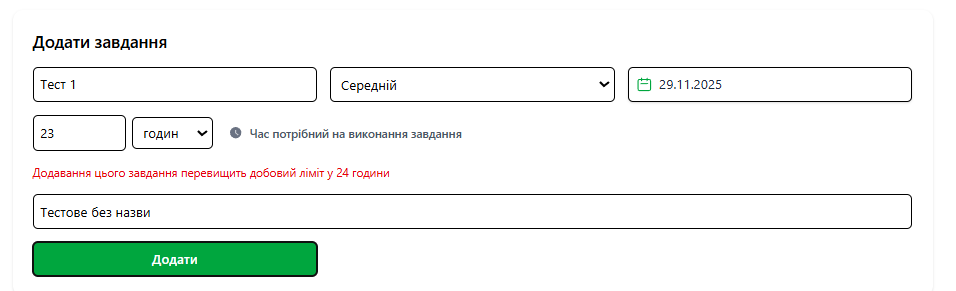 Додати завдання
Тест 1 Середній 29.11.2025
23 годин Час потрібний на виконання завдання
Додавання цього завдання перевищить добовий ліміт у 24 години
Тестове без назви
Додати